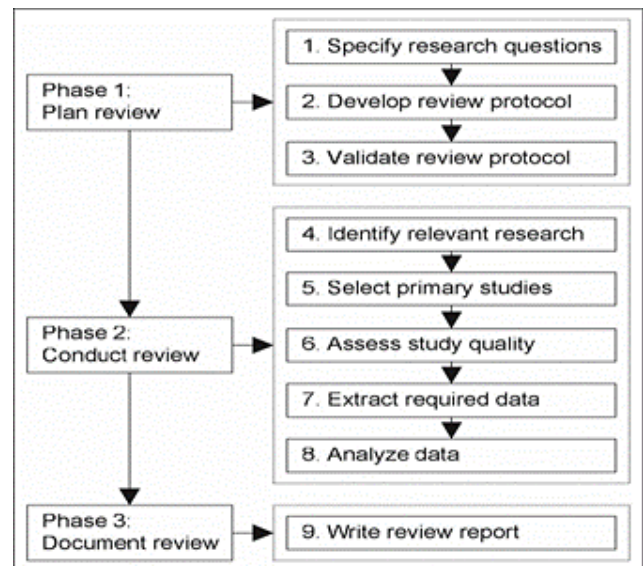 Phase 1:
Plan review
1. Specify research questions
2. Develop review protocol
3. Validate review protocol
Phase 2:
Conduct review
4. Identify relevant research
5. Select primary studies
6. Assess study quality
7. Extract required data
8. Analyze data
Phase 3:
Document review
9. Write review report